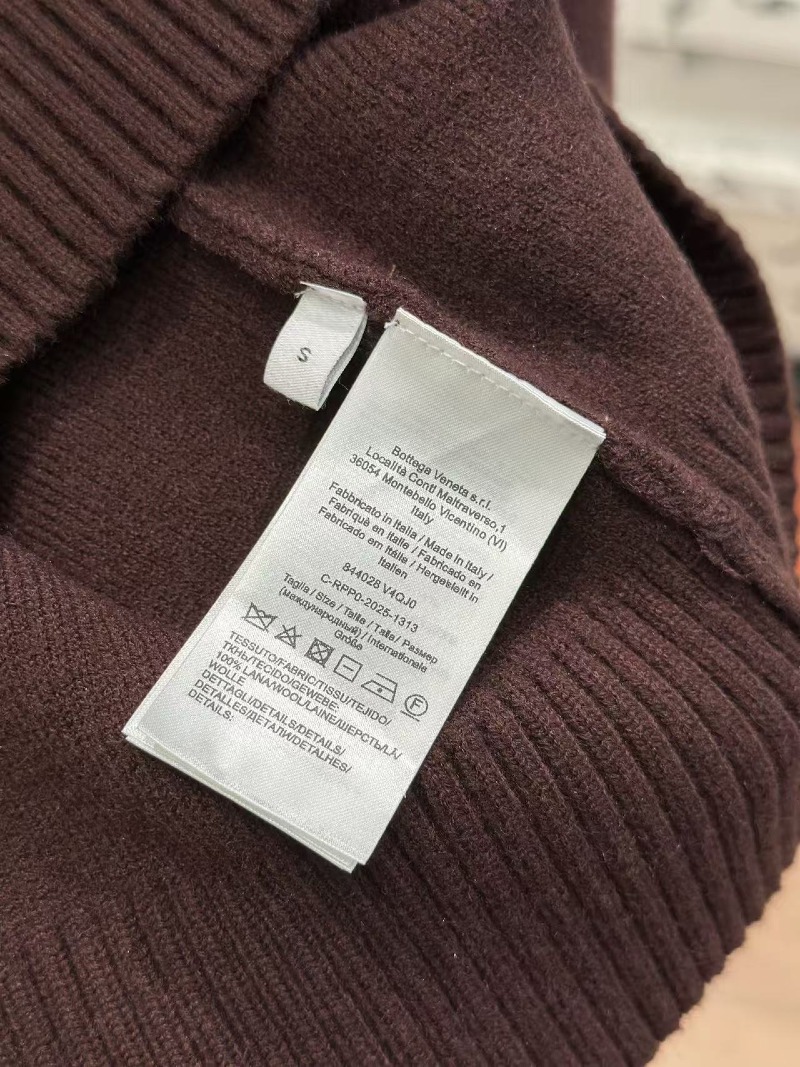 S
Bottega Veneta s.r.l.
Località Conti Maltraverso,1
36054 Montebello Vicentino (VI)
Italy
Fabbricato in Italia / Made in Italy /
Fabriqué en Italie / Fabricado en
Fabricado em Itália / Hergestellt in
Italien
844028 V4QJ0
C-RPP0-2025-1313
Taglia / Size / Taille / Talla / Размер
(международный) / Internationale
Größe
F
TESSUTO/FABRIC/TISSU/TEJIDO/
ТКНЬ/TECIDO/GEWEBE:
100% LANA/WOOL/LAINE/ШЕРСТЬ/LÃ/
WOLLE
DETTAGLI/DETAILS/DETAILS/
DETALLES/ДЕТАЛИ/DETALHES/
DETAILS: